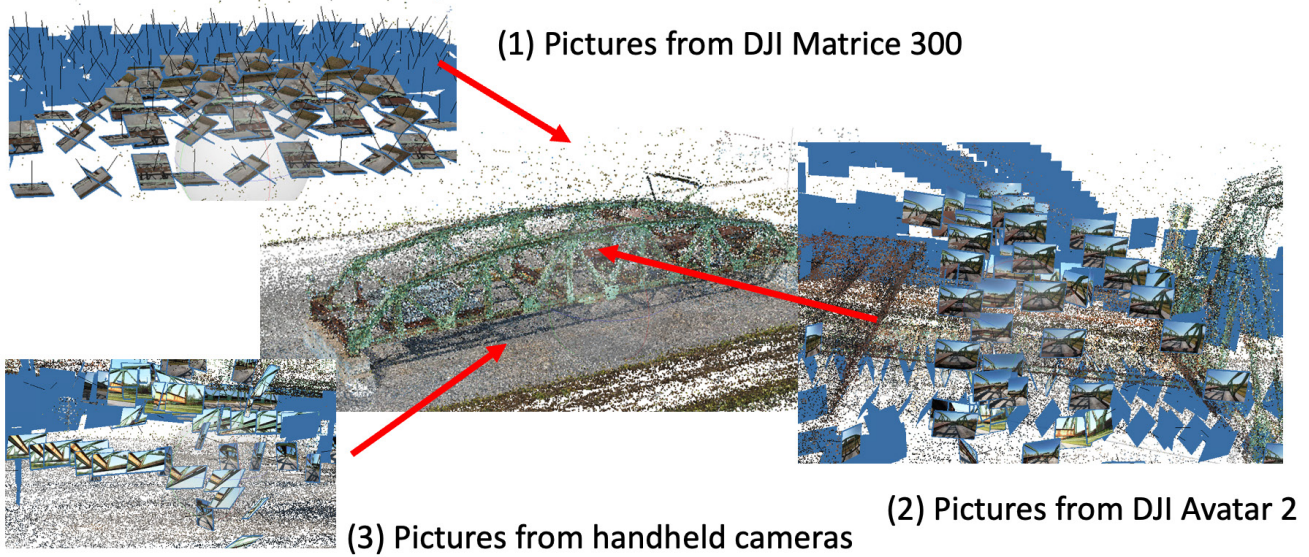 (1) Pictures from DJI Matrice 300
(2) Pictures from DJI Avatar 2
(3) Pictures from handheld cameras